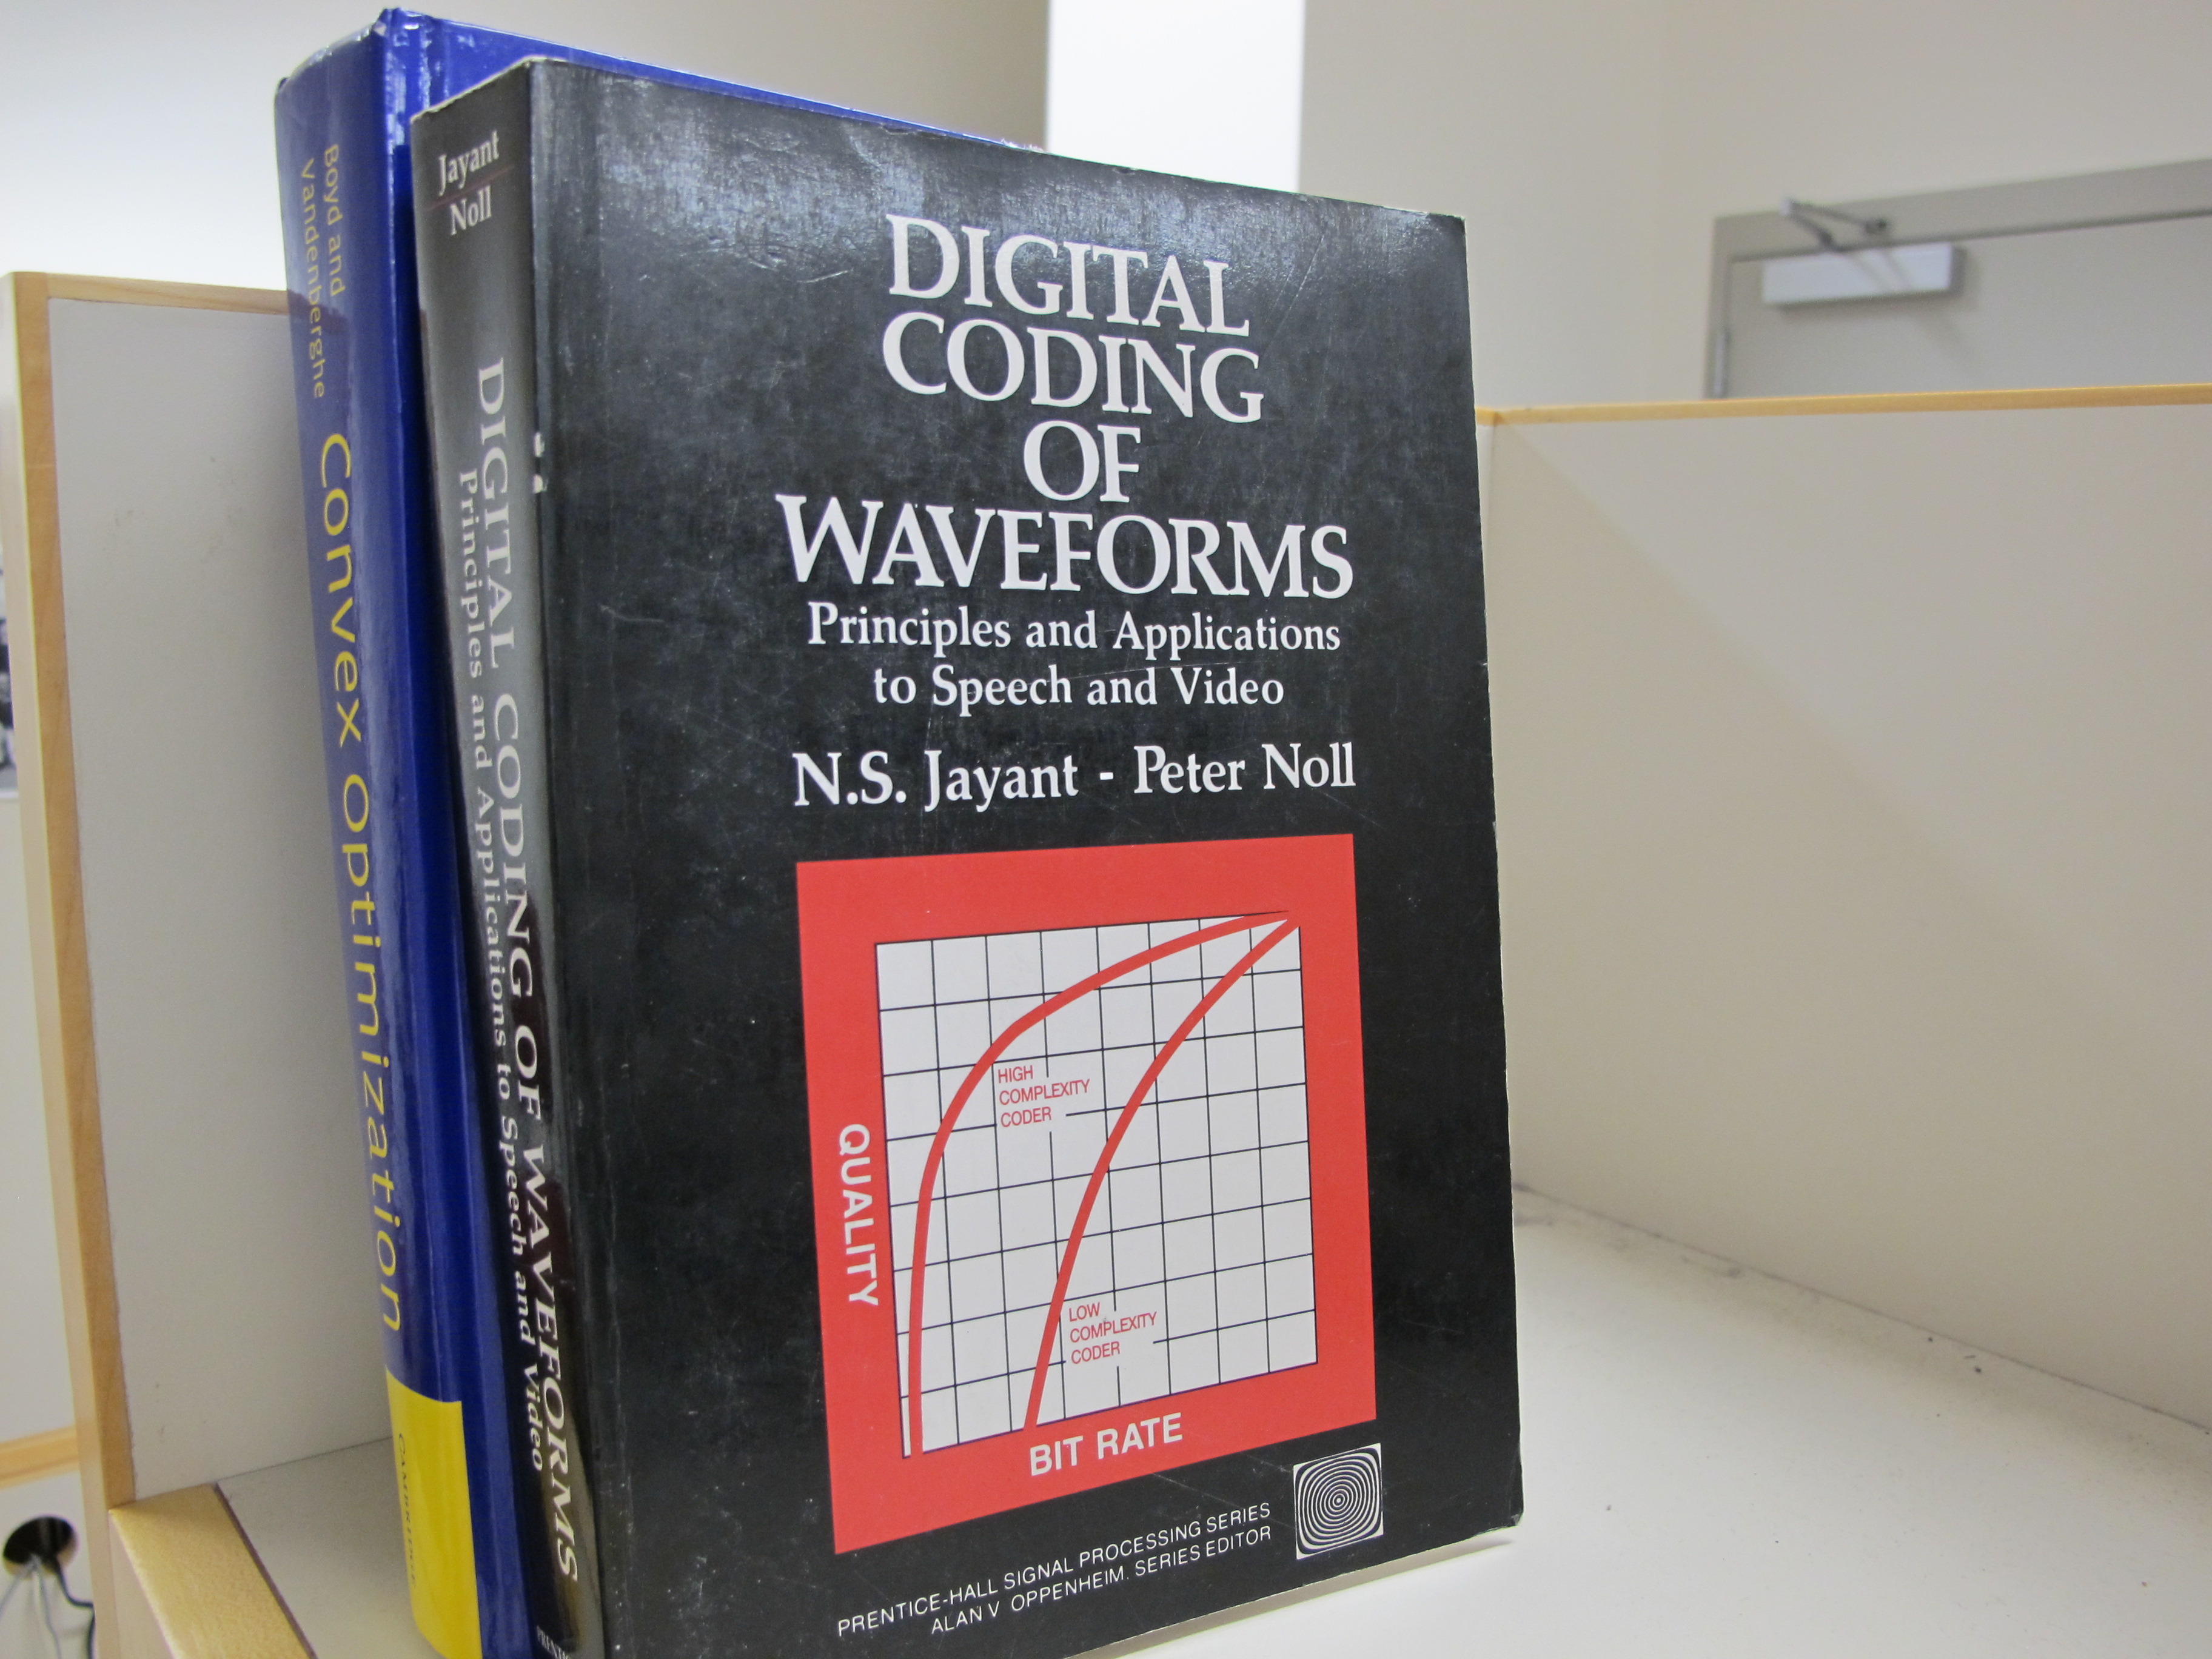 Boyd and
Vandenberghe
Convex Optimization
CAMBRIDGE
Jayant
Noll
DIGITAL CODING OF WAVEFORMS
Principles and Applications to Speech and Video
DIGITAL
CODING
OF
WAVEFORMS
Principles and Applications
to Speech and Video
N.S. Jayant - Peter Noll
HIGH
COMPLEXITY
CODER
QUALITY
LOW
COMPLEXITY
CODER
BIT RATE
PRENTICE-HALL SIGNAL PROCESSING SERIES
ALAN V OPPENHEIM. SERIES EDITOR